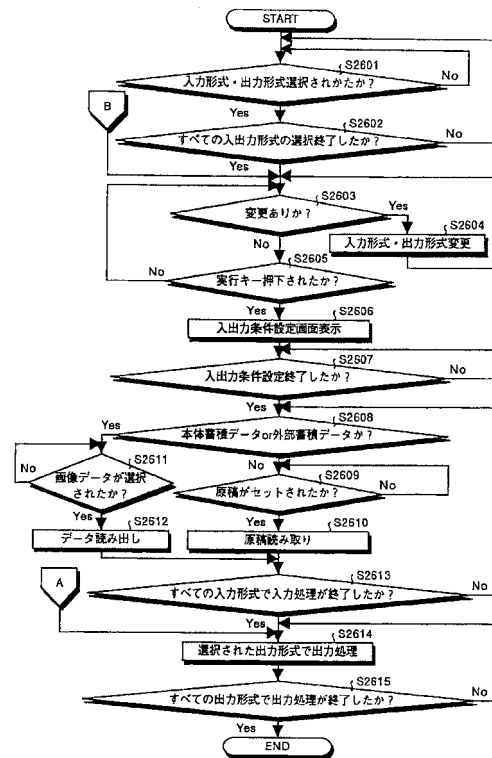 START
S2601
入力形式・出力形式選択されかたか?
No
Yes
B
S2602
すべての入出力形式の選択終了したか?
No
Yes
S2603
変更ありか?
Yes
No
S2604
入力形式・出力形式変更
S2605
実行キー押下されたか?
No
Yes
S2606
入出力条件設定画面表示
S2607
入出力条件設定終了したか?
No
Yes
S2608
本体蓄積データor外部蓄積データか?
Yes
No
S2611
画像データが選択
されたか?
No
Yes
S2609
原稿がセットされたか?
No
Yes
S2612
データ読み出し
S2610
原稿読み取り
S2613
すべての入力形式で入力処理が終了したか?
No
Yes
A
S2614
選択された出力形式で出力処理
S2615
すべての出力形式で出力処理が終了したか?
No
Yes
END